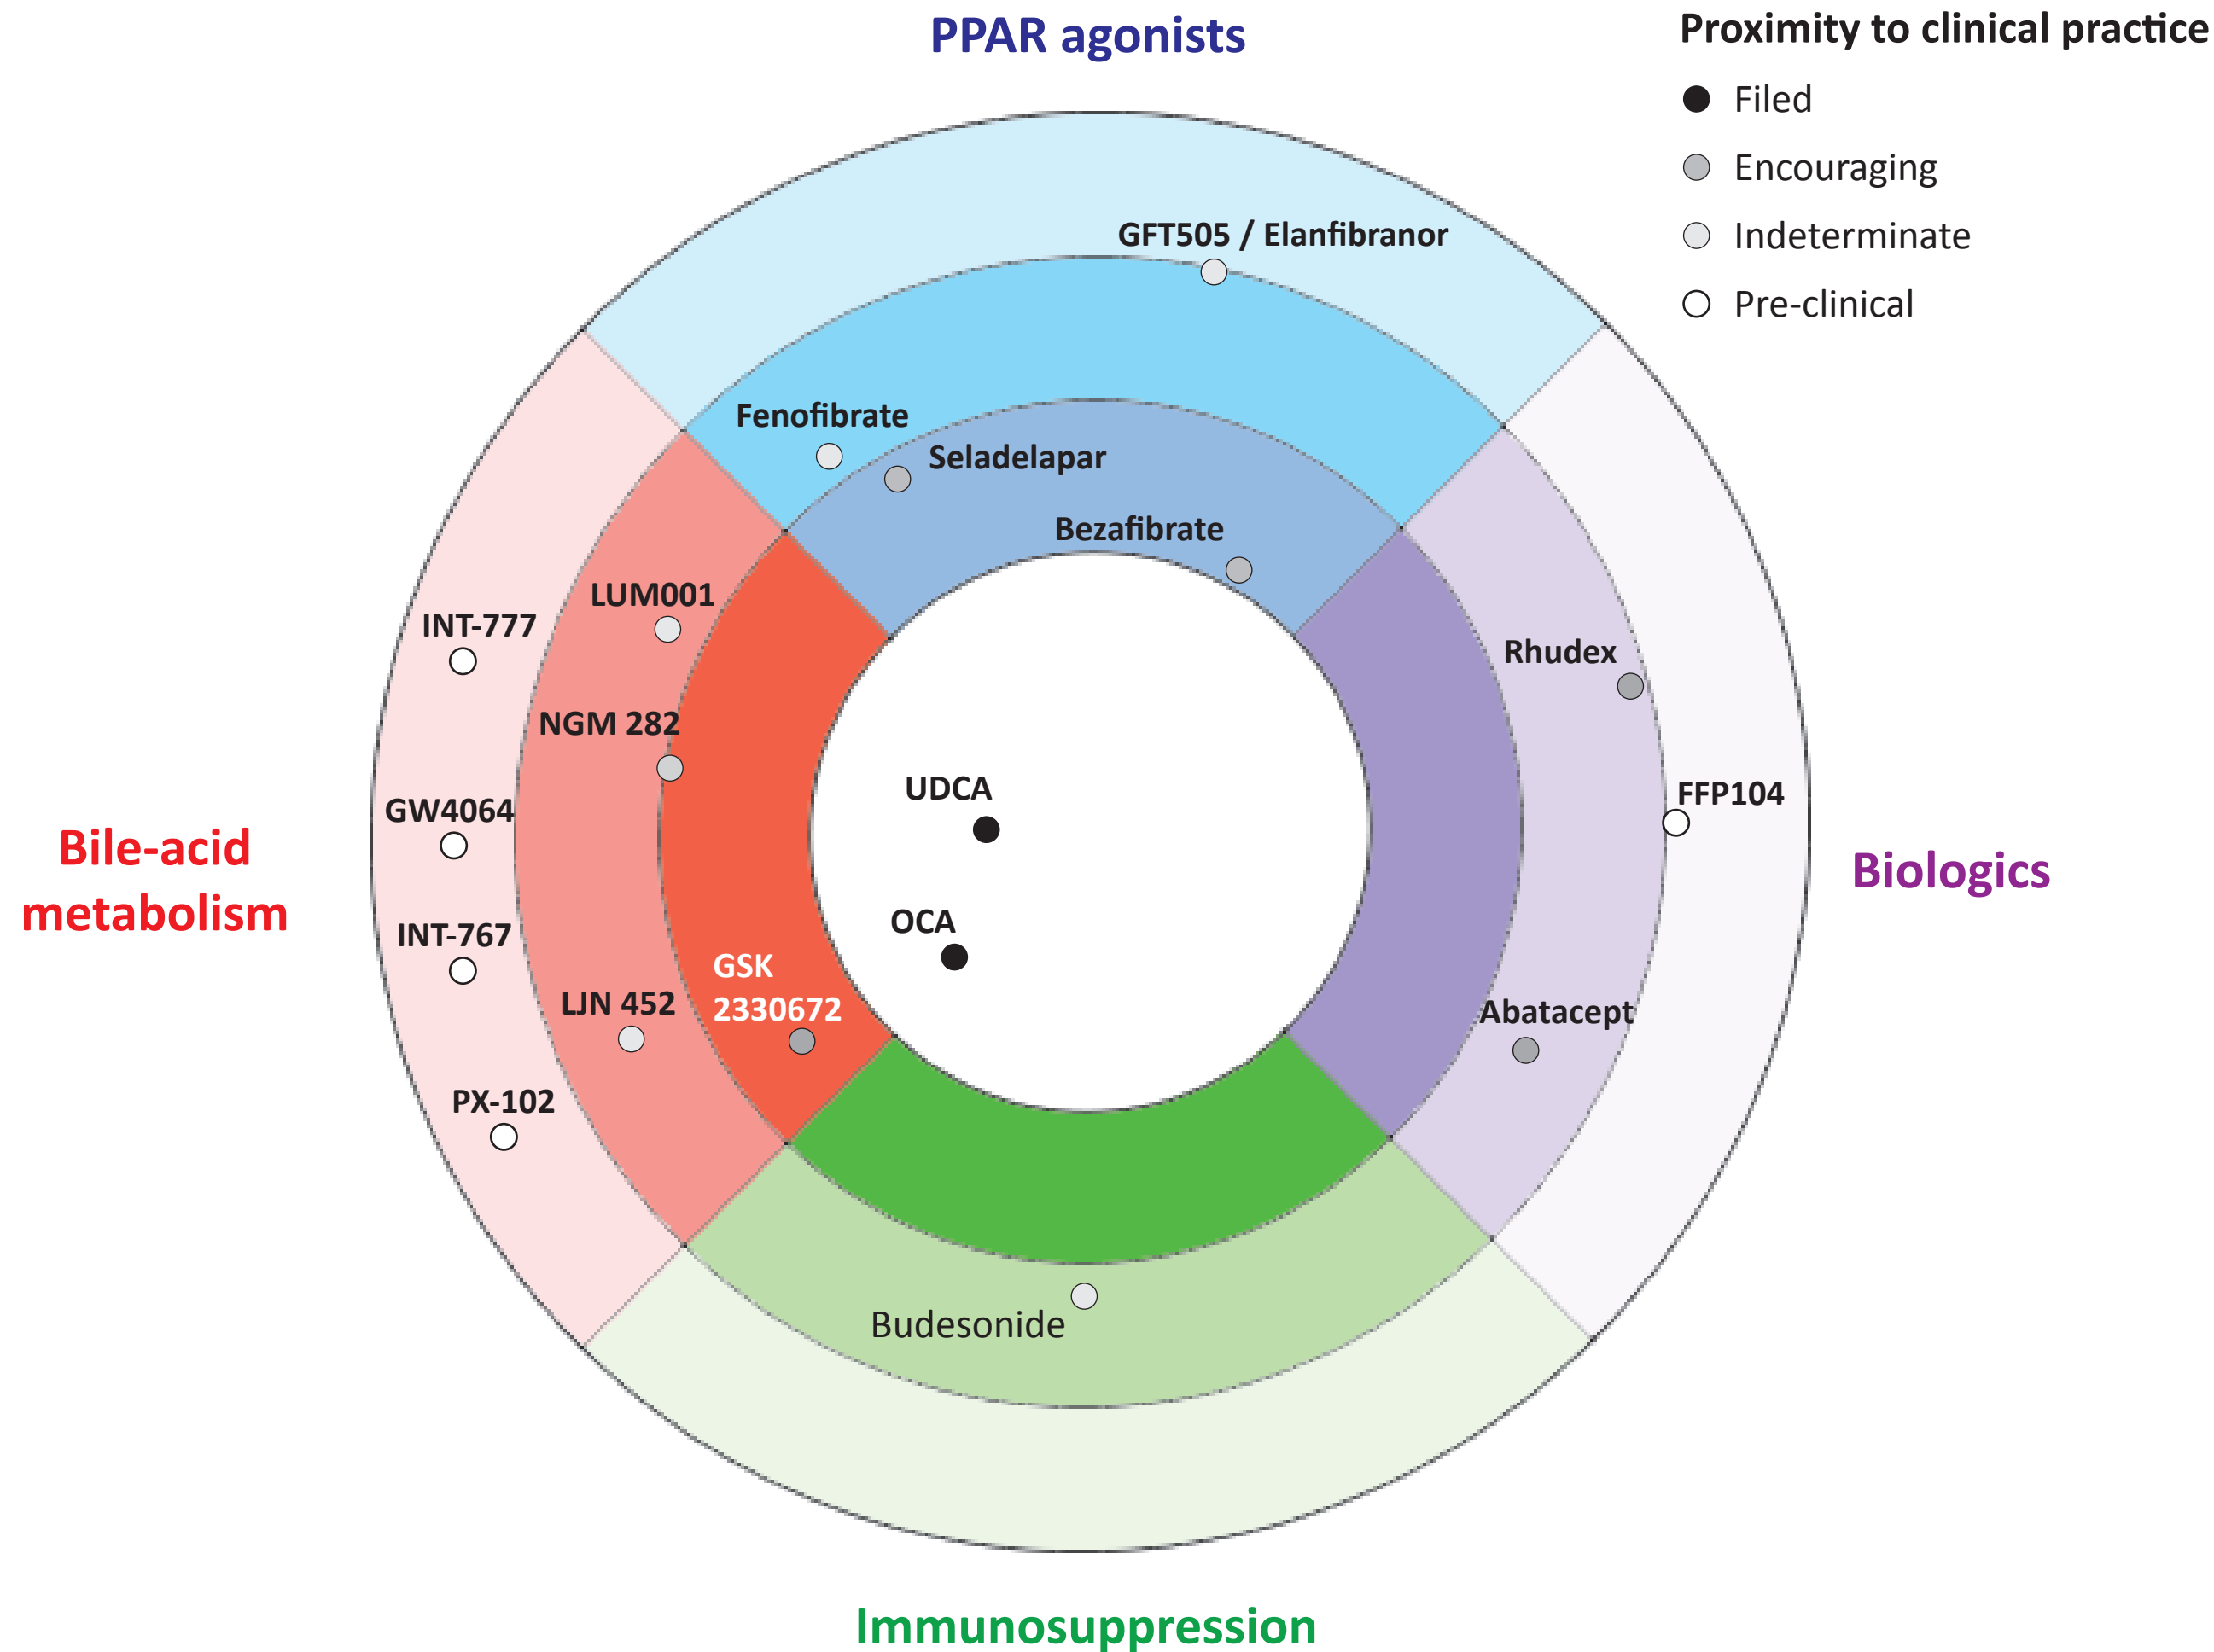 PPAR agonists
Proximity to clinical practice
Filed
Encouraging
Indeterminate
Pre-clinical
GFT505 / Elanfibranor
Fenofibrate
Seladelapar
Bezafibrate
LUM001
INT-777
Rhudex
NGM 282
UDCA
FFP104
GW4064
Bile-acid
metabolism
Biologics
OCA
INT-767
GSK
2330672
LJN 452
Abatacept
PX-102
Budesonide
Immunosuppression